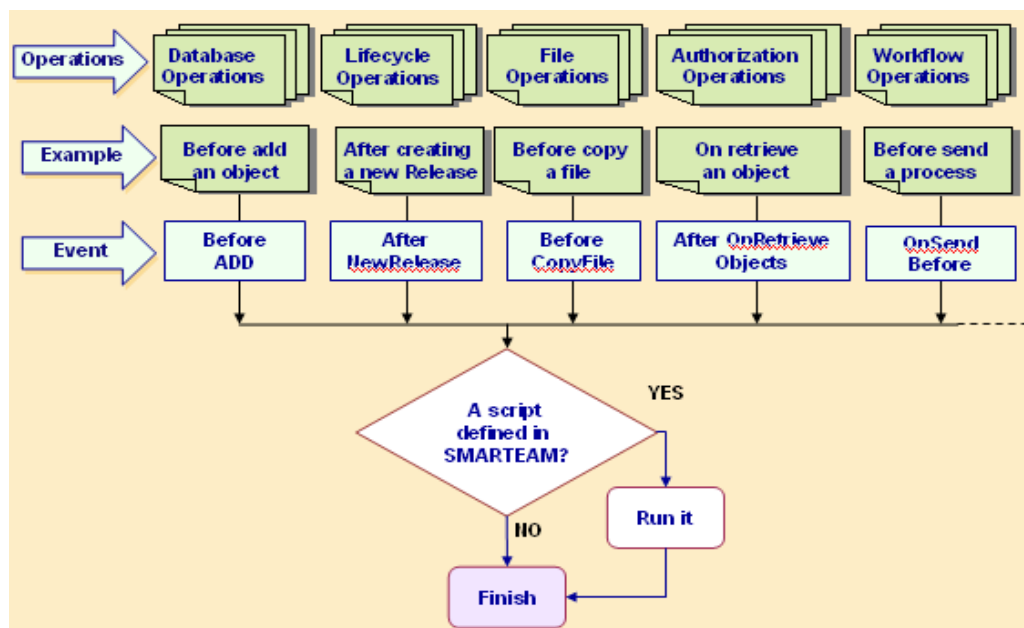 Operations
Database
Operations
Lifecycle
Operations
File
Operations
Authorization
Operations
Workflow
Operations
Example
Before add
an object
After creating
a new Release
Before copy
a file
On retrieve
an object
Before send
a process
Event
Before
ADD
After
NewRelease
Before
CopyFile
After OnRetrieve
Objects
OnSend
Before
A script
defined in
SMARTEAM?
YES
Run it
NO
Finish